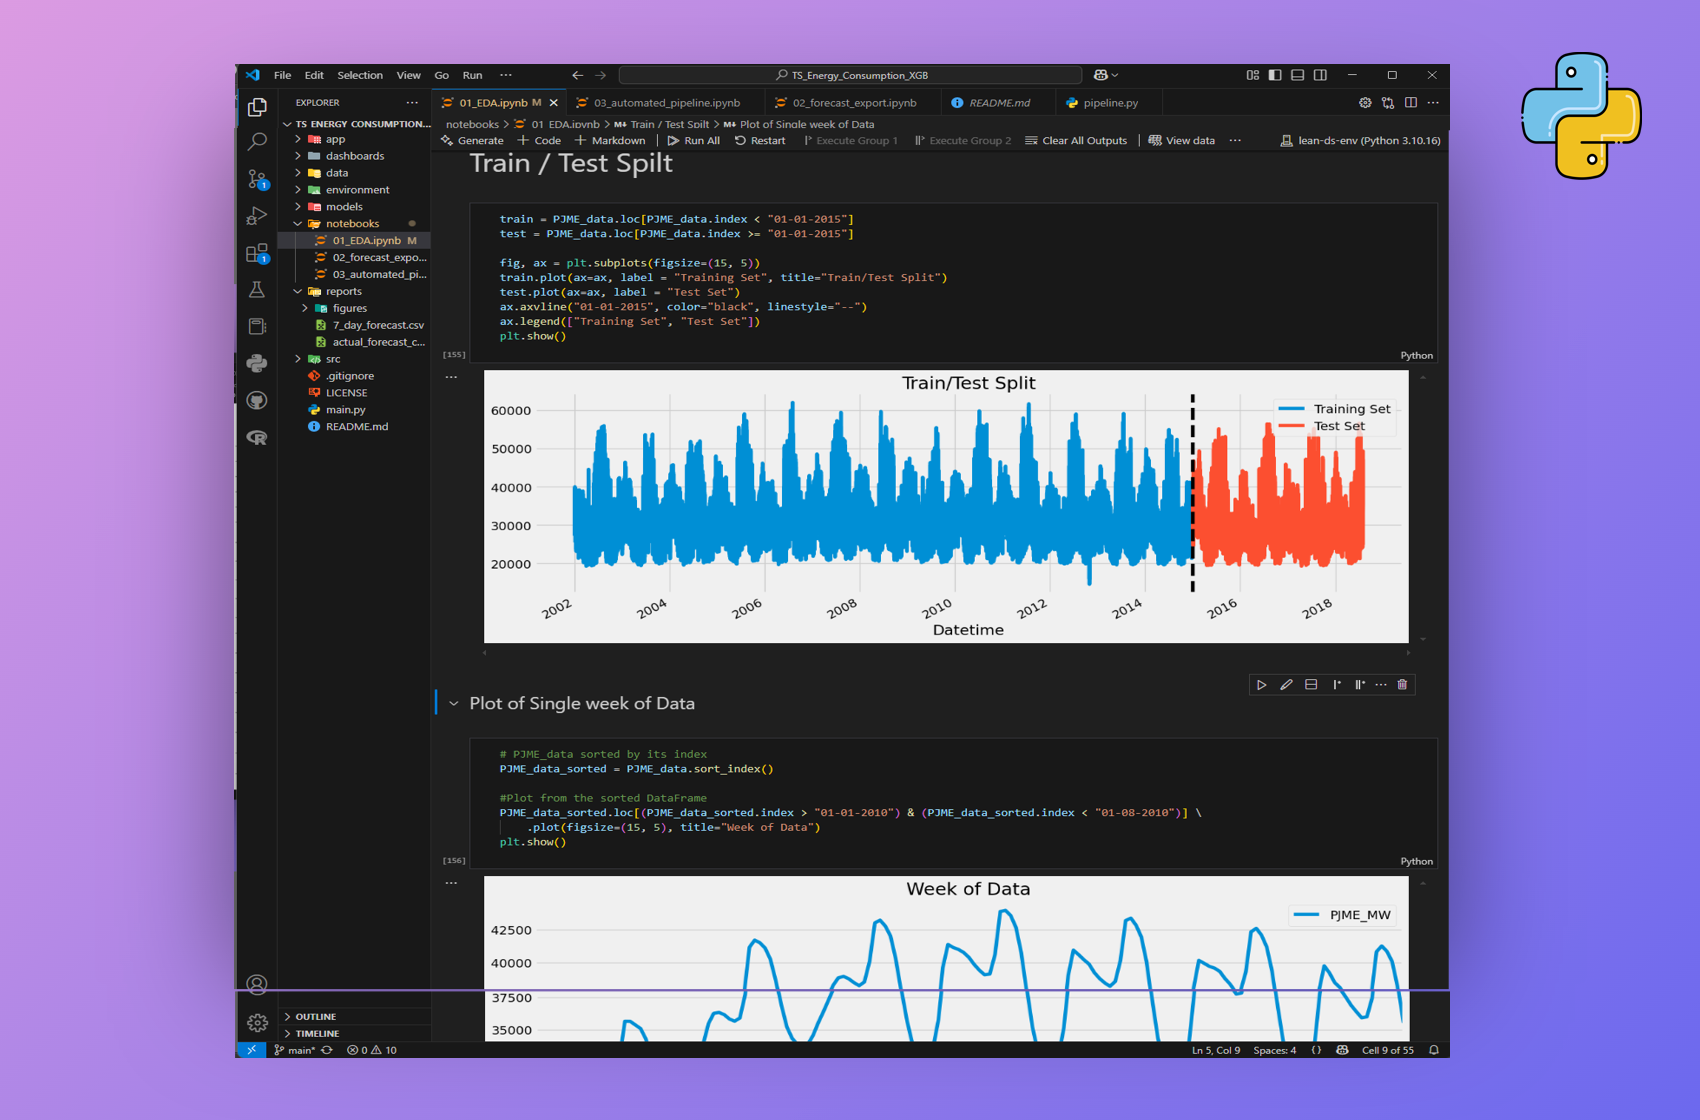 File Edit Selection View Go Run ···
TS_Energy_Consumption_XGB
EXPLORER ···
TS ENERGY CONSUMPTION...
app
dashboards
data
environment
models
notebooks
01_EDA.ipynb M
02_forecast_expo...
03_automated_pi...
reports
figures
7_day_forecast.csv
actual_forecast_c...
src
.gitignore
LICENSE
main.py
README.md
OUTLINE
TIMELINE
1
1
01_EDA.ipynb M
03_automated_pipeline.ipynb
02_forecast_export.ipynb
README.md
pipeline.py
notebooks > 01_EDA.ipynb > M↓ Train / Test Spilt > M↓ Plot of Single week of Data
Generate + Code + Markdown | Run All Restart Execute Group 1 Execute Group 2 Clear All Outputs | View data ··· lean-ds-env (Python 3.10.16)
Train / Test Spilt
train = PJME_data.loc[PJME_data.index < "01-01-2015"]
test = PJME_data.loc[PJME_data.index >= "01-01-2015"]
fig, ax = plt.subplots(figsize=(15, 5))
train.plot(ax=ax, label = "Training Set", title="Train/Test Split")
test.plot(ax=ax, label = "Test Set")
ax.axvline("01-01-2015", color="black", linestyle="--")
ax.legend(["Training Set", "Test Set"])
plt.show()
[155]
Python
Train/Test Split
Training Set
Test Set
60000
50000
40000
30000
20000
2002 2004 2006 2008 2010 2012 2014 2016 2018
Datetime
Plot of Single week of Data
# PJME_data sorted by its index
PJME_data_sorted = PJME_data.sort_index()
#Plot from the sorted DataFrame
PJME_data_sorted.loc[(PJME_data_sorted.index > "01-01-2010") & (PJME_data_sorted.index < "01-08-2010")] \
.plot(figsize=(15, 5), title="Week of Data")
plt.show()
[156]
Python
Week of Data
PJME_MW
42500
40000
37500
35000
main* 0 10
Ln 5, Col 9 Spaces: 4 {} Cell 9 of 55